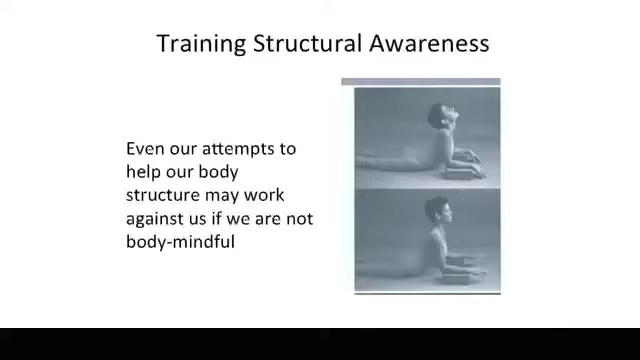 Training Structural Awareness
Even our attempts to
help our body
structure may work
against us if we are not
body-mindful